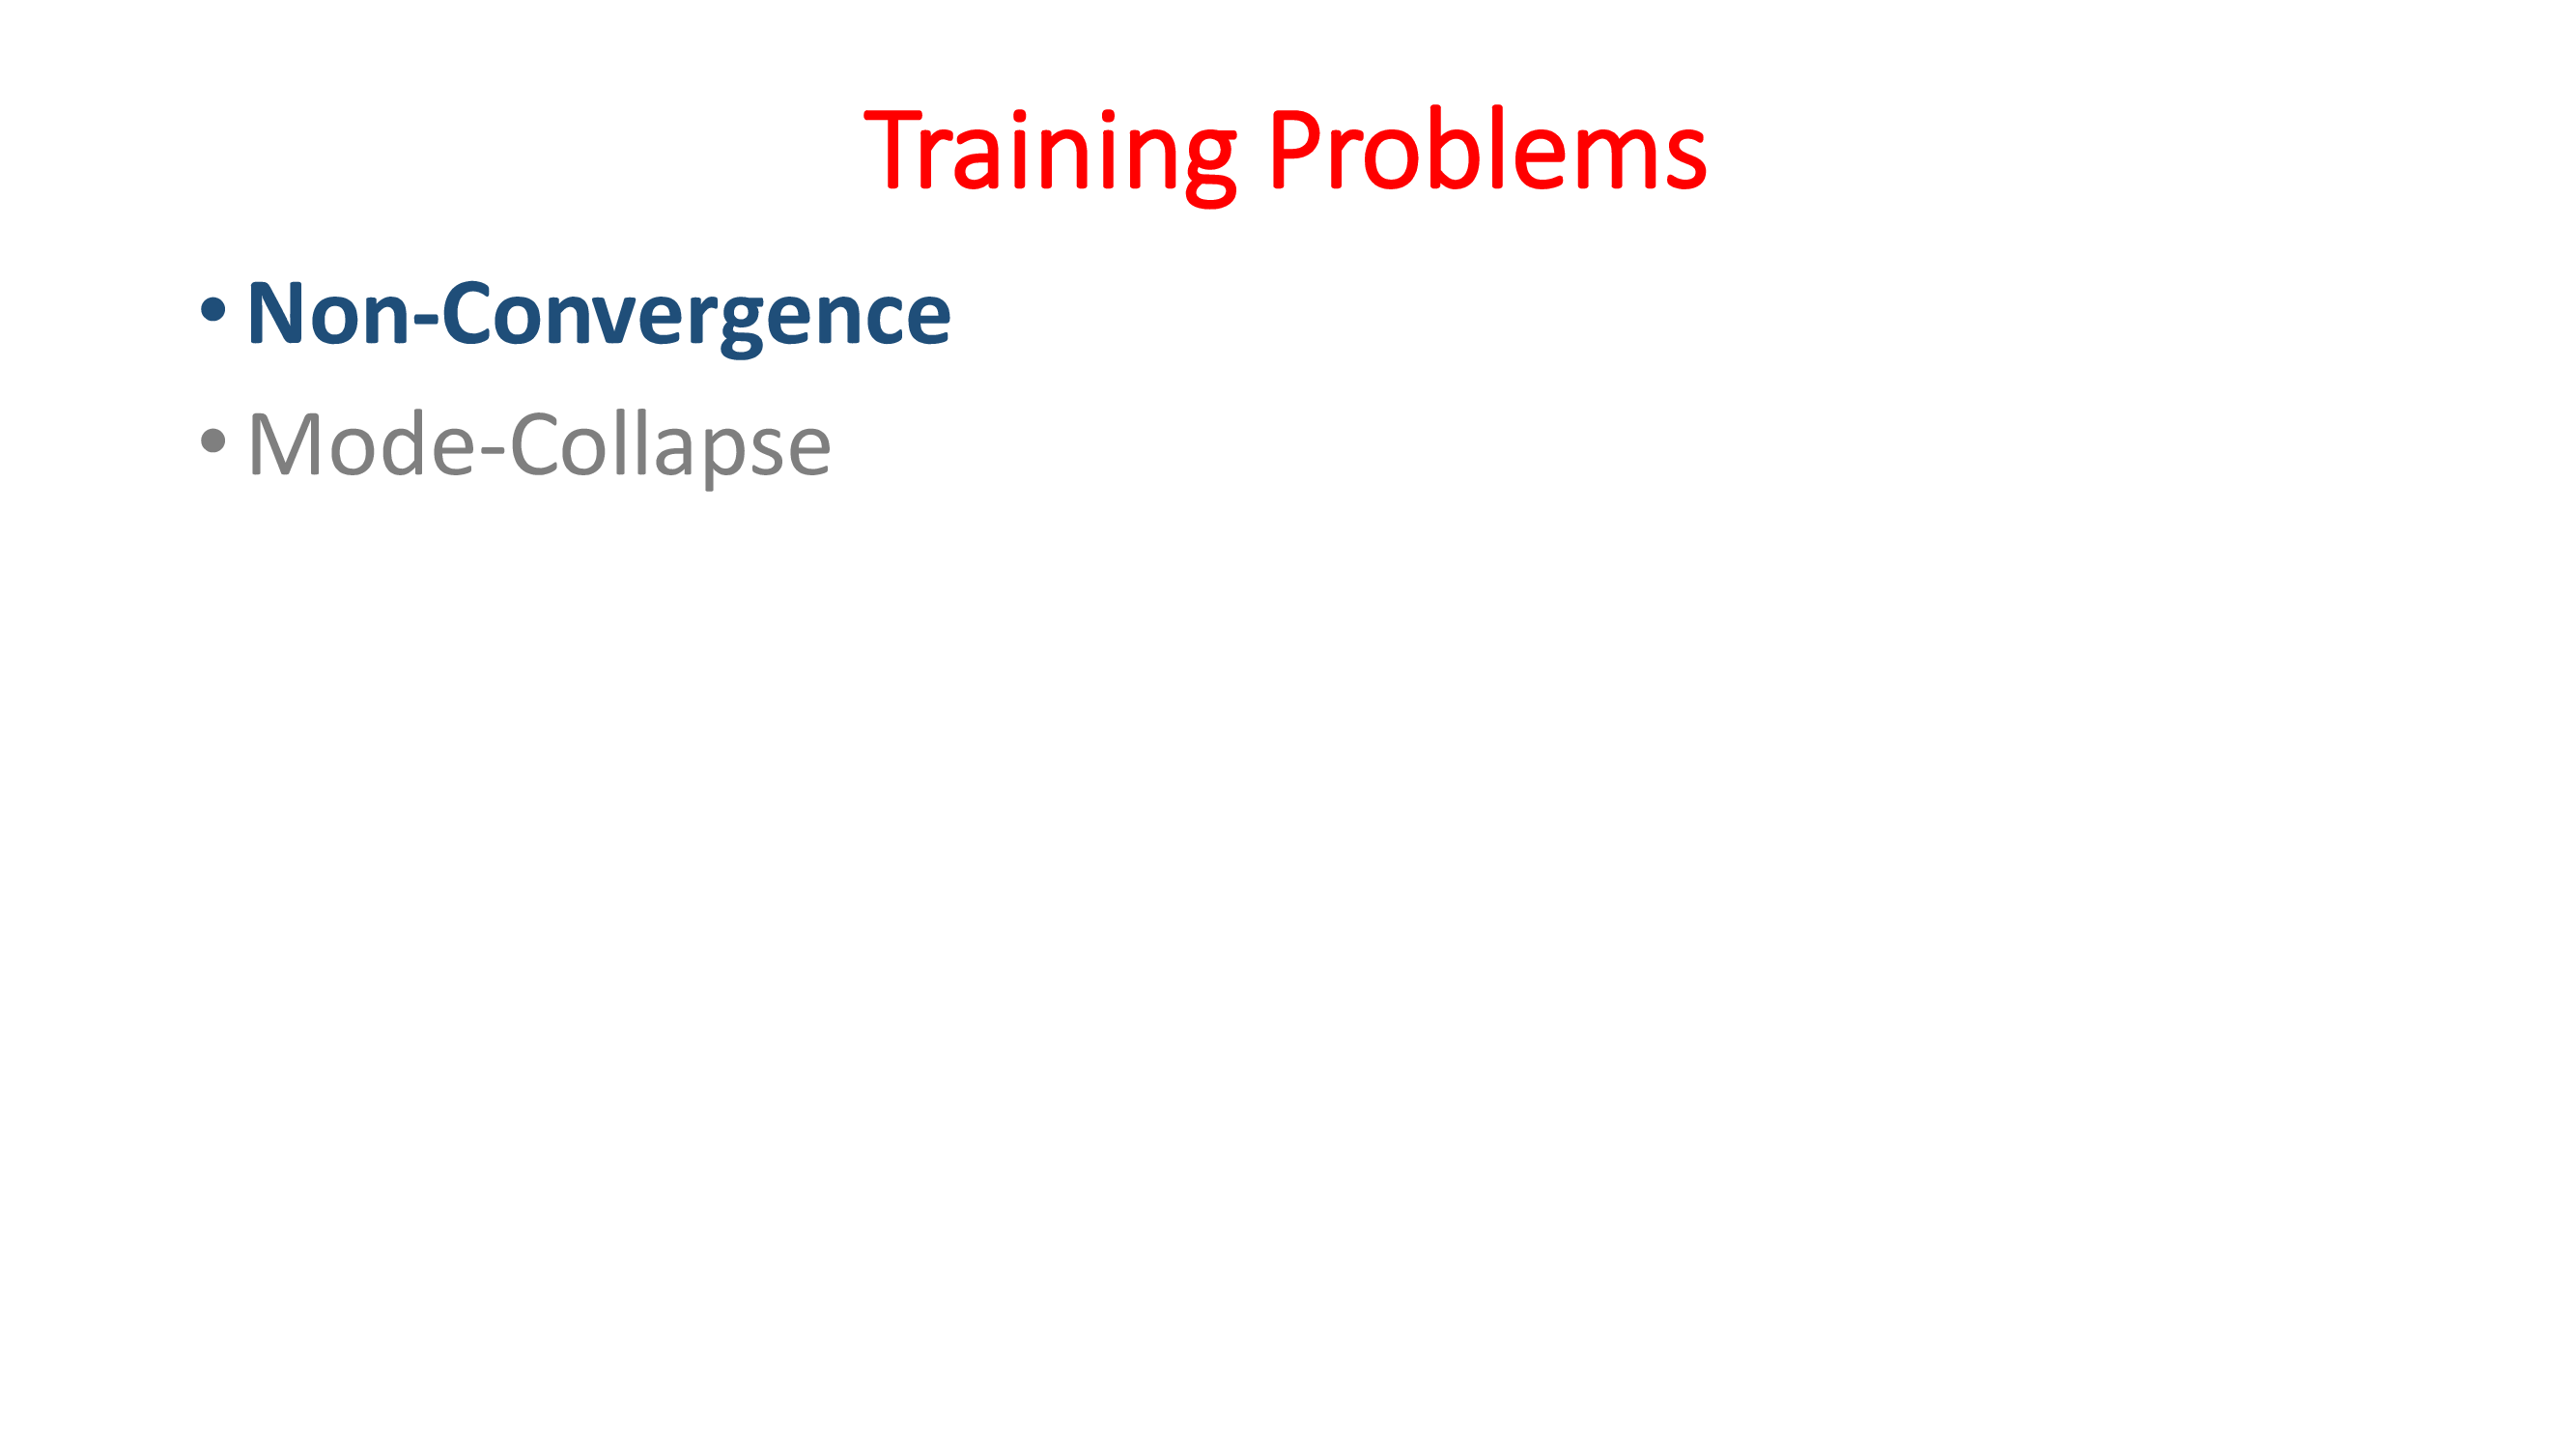 Training Problems
• Non-Convergence
• Mode-Collapse